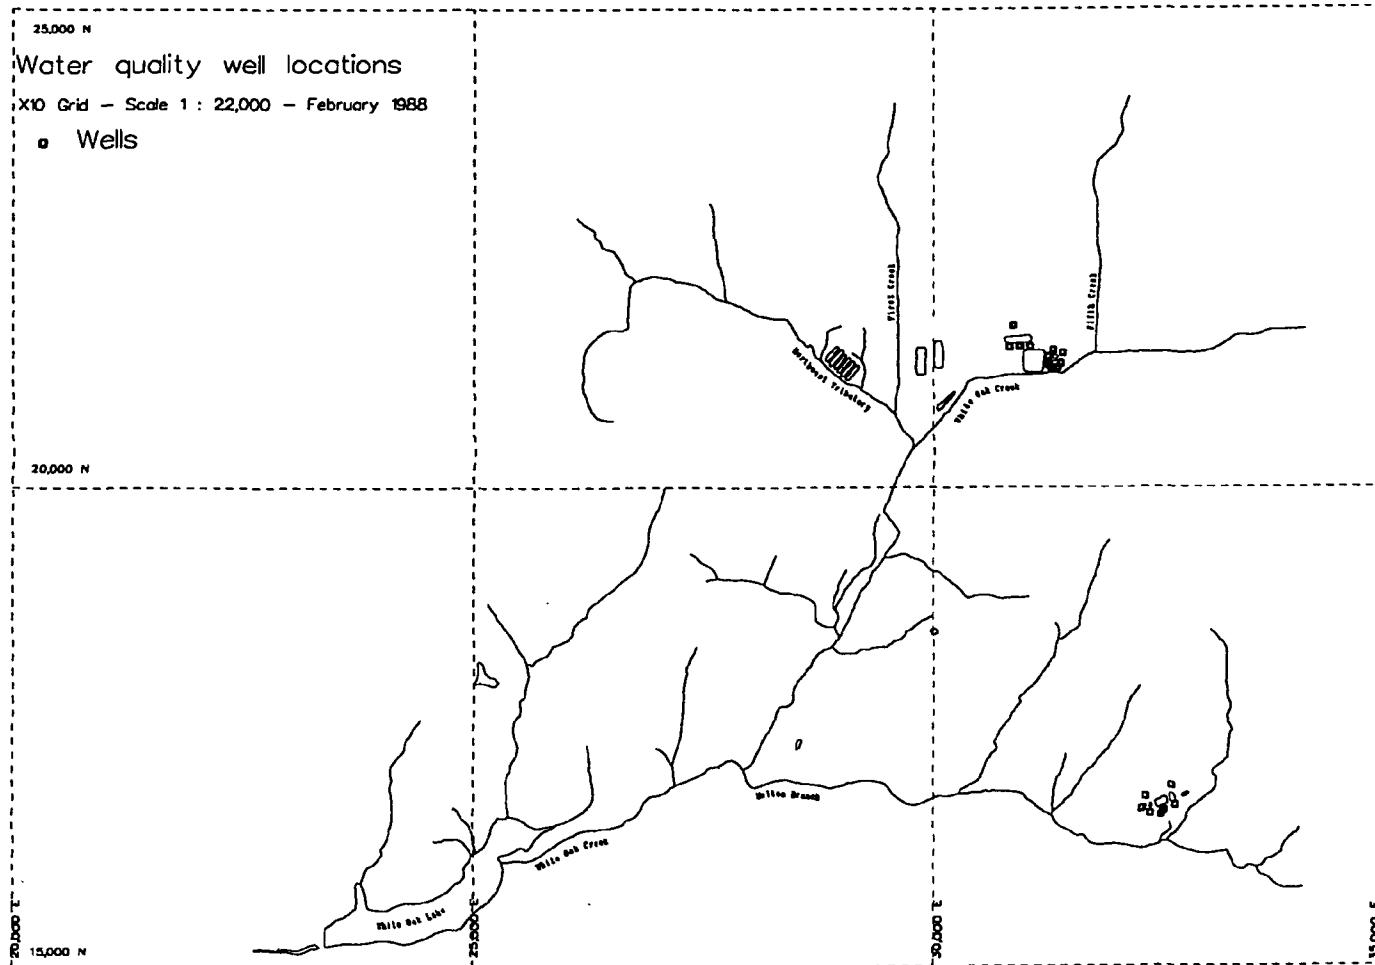 25,000 N
Water quality well locations
X10 Grid – Scale 1 : 22,000 – February 1988
Wells
First Creek
Fifth Creek
Northwest Tributary
White Oak Creek
20,000 N
Melton Branch
White Oak Creek
White Oak Lake
20,000 E
25,000 E
30,000 E
35,000 E
15,000 N